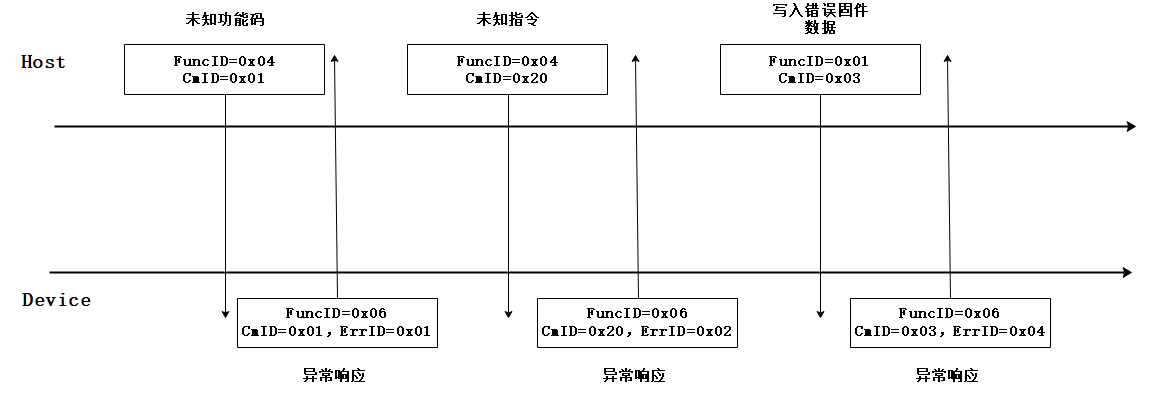 未知功能码
未知指令
写入错误固件
数据
Host
FuncID=0x04
CmID=0x01
FuncID=0x04
CmID=0x20
FuncID=0x01
CmID=0x03
Device
FuncID=0x06
CmID=0x01，ErrID=0x01
FuncID=0x06
CmID=0x20，ErrID=0x02
FuncID=0x06
CmID=0x03，ErrID=0x04
异常响应
异常响应
异常响应